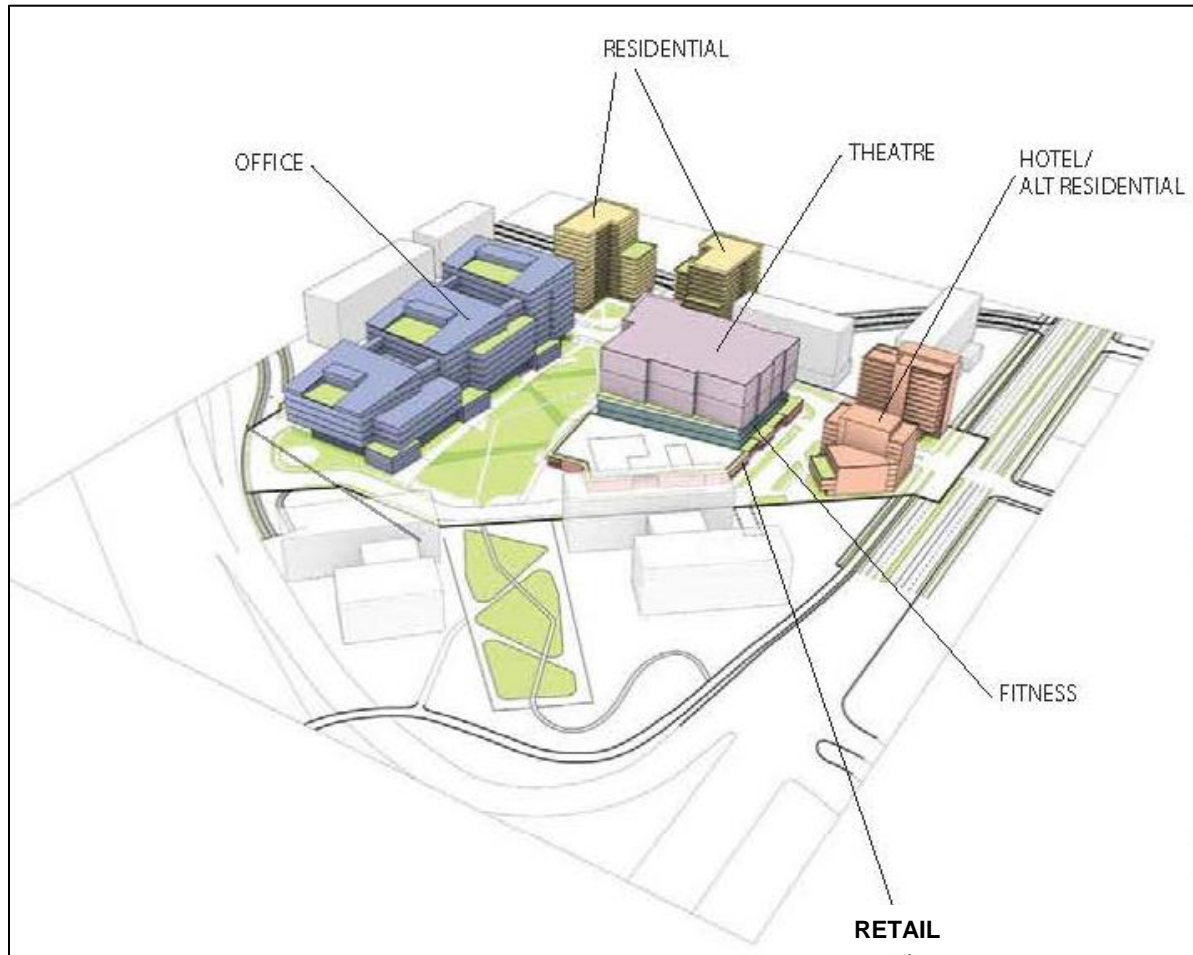 RESIDENTIAL
THEATRE
OFFICE
HOTEL/
ALT RESIDENTIAL
FITNESS
RETAIL